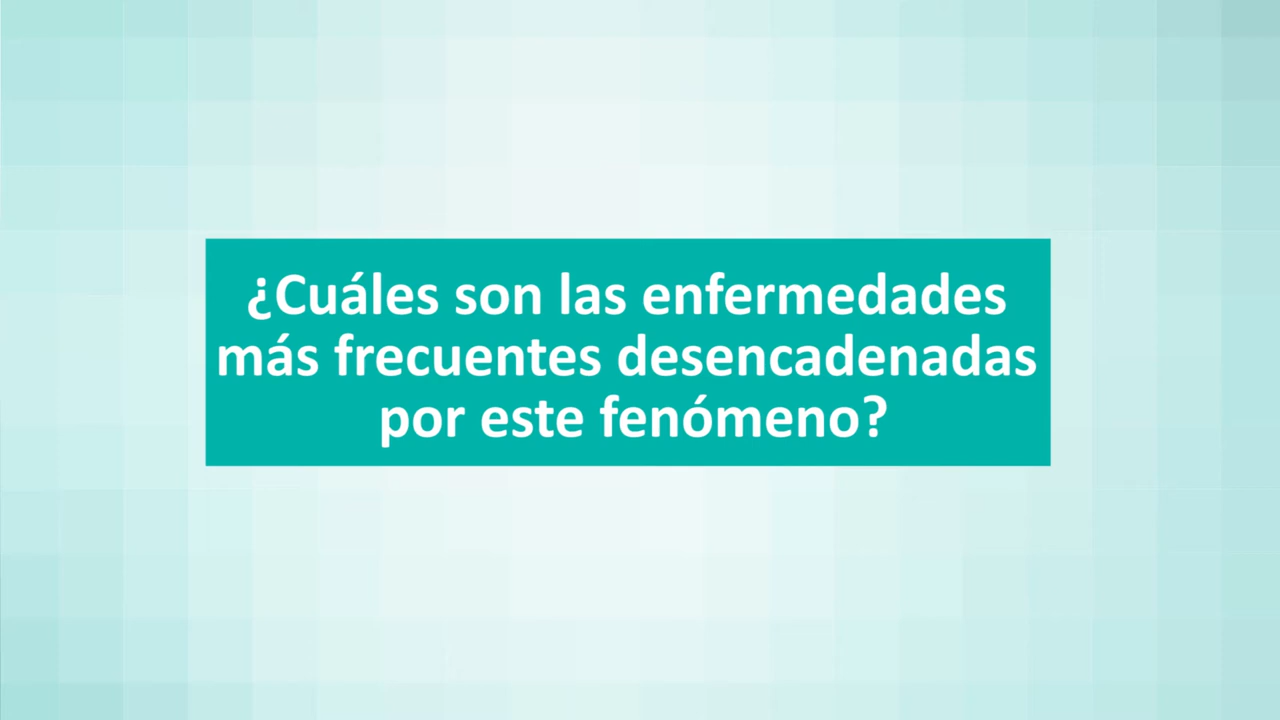 ¿Cuáles son las enfermedades
más frecuentes desencadenadas
por este fenómeno?